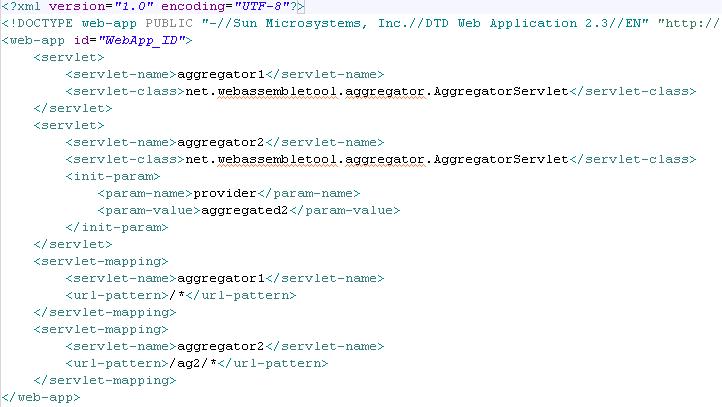 <?xml version="1.0" encoding="UTF-8"?>
<!DOCTYPE web-app PUBLIC "-//Sun Microsystems, Inc.//DTD Web Application 2.3//EN" "http://
<web-app id="WebApp_ID">
    <servlet>
        <servlet-name>aggregator1</servlet-name>
        <servlet-class>net.webassembletool.aggregator.AggregatorServlet</servlet-class>
    </servlet>
    <servlet>
        <servlet-name>aggregator2</servlet-name>
        <servlet-class>net.webassembletool.aggregator.AggregatorServlet</servlet-class>
        <init-param>
            <param-name>provider</param-name>
            <param-value>aggregated2</param-value>
        </init-param>
    </servlet>
    <servlet-mapping>
        <servlet-name>aggregator1</servlet-name>
        <url-pattern>/*</url-pattern>
    </servlet-mapping>
    <servlet-mapping>
        <servlet-name>aggregator2</servlet-name>
        <url-pattern>/ag2/*</url-pattern>
    </servlet-mapping>
</web-app>